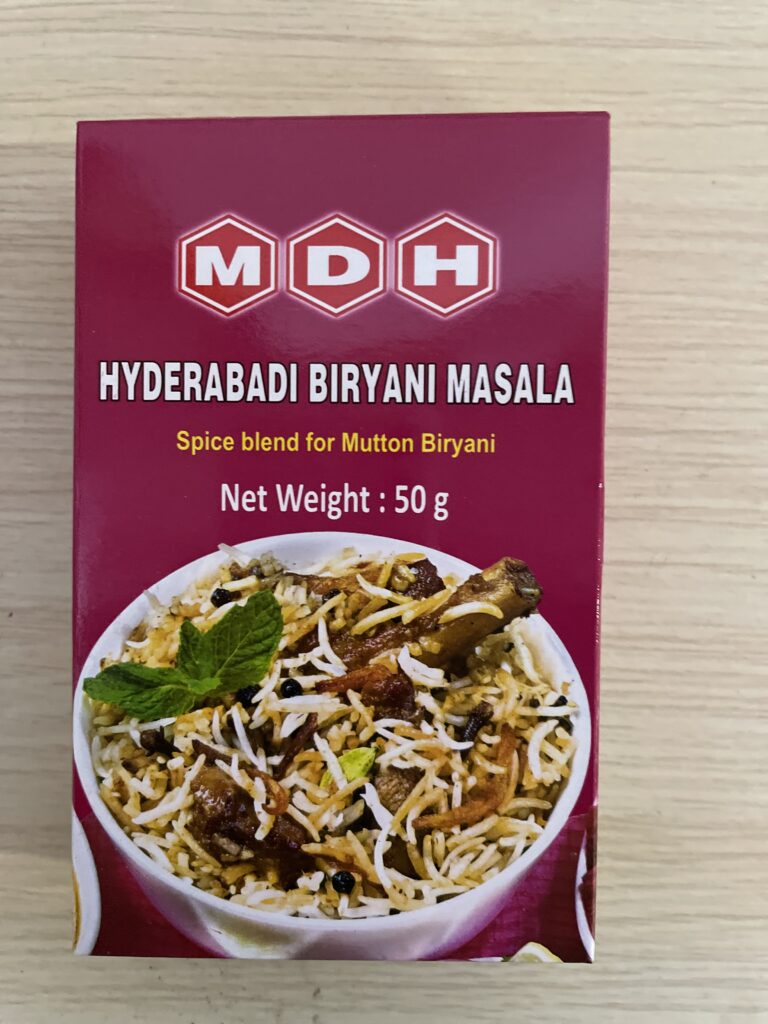 MDH
HYDERABADI BIRYANI MASALA
Spice blend for Mutton Biryani
Net Weight : 50 g